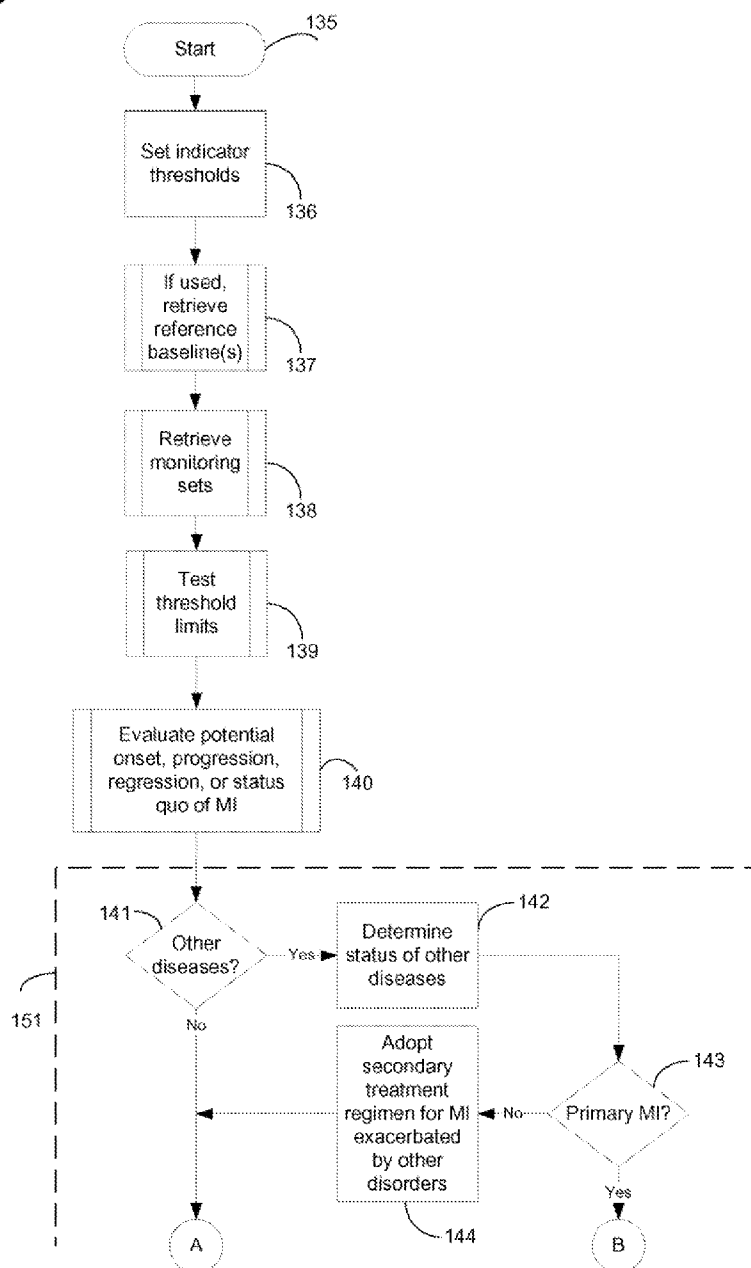 Start
135
Set indicator
thresholds
136
If used,
retrieve
reference
baseline(s)
137
Retrieve
monitoring
sets
138
Test
threshold
limits
139
Evaluate potential
onset, progression,
regression, or status
quo of MI
140
141
Other
diseases?
Yes
No
142
Determine
status of other
diseases
151
Adopt
secondary
treatment
regimen for MI
exacerbated
by other
disorders
144
143
Primary MI?
No
Yes
A
B